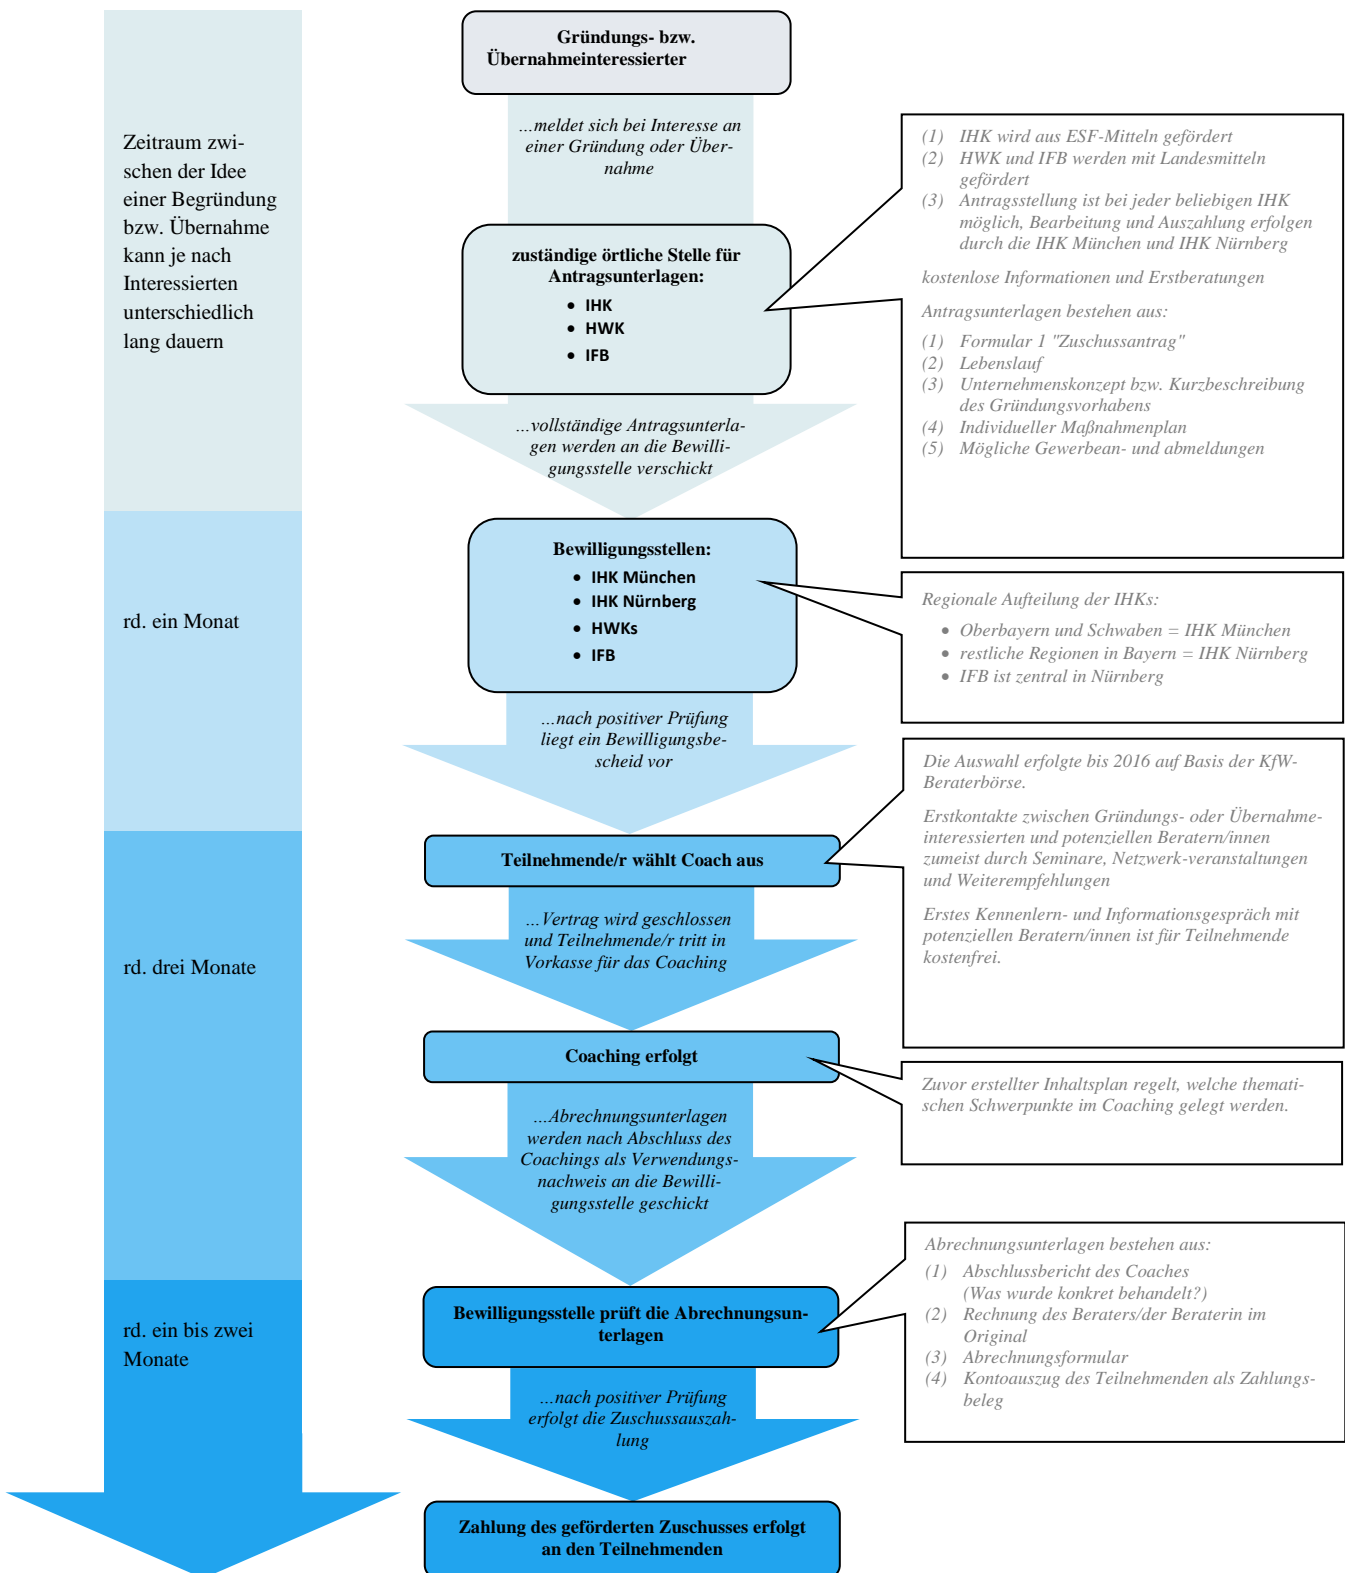 Gründungs- bzw.
Übernahmeinteressierter
…meldet sich bei Interesse an
einer Gründung oder Über-
nahme
Zeitraum zwi-
schen der Idee
einer Begründung
bzw. Übernahme
kann je nach
Interessierten
unterschiedlich
lang dauern
(1) IHK wird aus ESF-Mitteln gefördert
(2) HWK und IFB werden mit Landesmitteln
gefördert
(3) Antragsstellung ist bei jeder beliebigen IHK
möglich, Bearbeitung und Auszahlung erfolgen
durch die IHK München und IHK Nürnberg
kostenlose Informationen und Erstberatungen
Antragsunterlagen bestehen aus:
(1) Formular 1 "Zuschussantrag"
(2) Lebenslauf
(3) Unternehmenskonzept bzw. Kurzbeschreibung
des Gründungsvorhabens
(4) Individueller Maßnahmenplan
(5) Mögliche Gewerbean- und abmeldungen
zuständige örtliche Stelle für
Antragsunterlagen:
• IHK
• HWK
• IFB
…vollständige Antragsunterla-
gen werden an die Bewilli-
gungsstelle verschickt
rd. ein Monat
Bewilligungsstellen:
• IHK München
• IHK Nürnberg
• HWKs
• IFB
Regionale Aufteilung der IHKs:
• Oberbayern und Schwaben = IHK München
• restliche Regionen in Bayern = IHK Nürnberg
• IFB ist zentral in Nürnberg
…nach positiver Prüfung
liegt ein Bewilligungsbe-
scheid vor
Die Auswahl erfolgte bis 2016 auf Basis der KfW-
Beraterbörse.
Erstkontakte zwischen Gründungs- oder Übernahme-
interessierten und potenziellen Beratern/innen
zumeist durch Seminare, Netzwerk-veranstaltungen
und Weiterempfehlungen
Erstes Kennenlern- und Informationsgespräch mit
potenziellen Beratern/innen ist für Teilnehmende
kostenfrei.
Teilnehmende/r wählt Coach aus
…Vertrag wird geschlossen
und Teilnehmende/r tritt in
Vorkasse für das Coaching
rd. drei Monate
Coaching erfolgt
Zuvor erstellter Inhaltsplan regelt, welche themati-
schen Schwerpunkte im Coaching gelegt werden.
…Abrechnungsunterlagen
werden nach Abschluss des
Coachings als Verwendungs-
nachweis an die Bewilli-
gungsstelle geschickt
Abrechnungsunterlagen bestehen aus:
(1) Abschlussbericht des Coaches
(Was wurde konkret behandelt?)
(2) Rechnung des Beraters/der Beraterin im
Original
(3) Abrechnungsformular
(4) Kontoauszug des Teilnehmenden als Zahlungs-
beleg
rd. ein bis zwei
Monate
Bewilligungsstelle prüft die Abrechnungsun-
terlagen
…nach positiver Prüfung
erfolgt die Zuschussauszah-
lung
Zahlung des geförderten Zuschusses erfolgt
an den Teilnehmenden